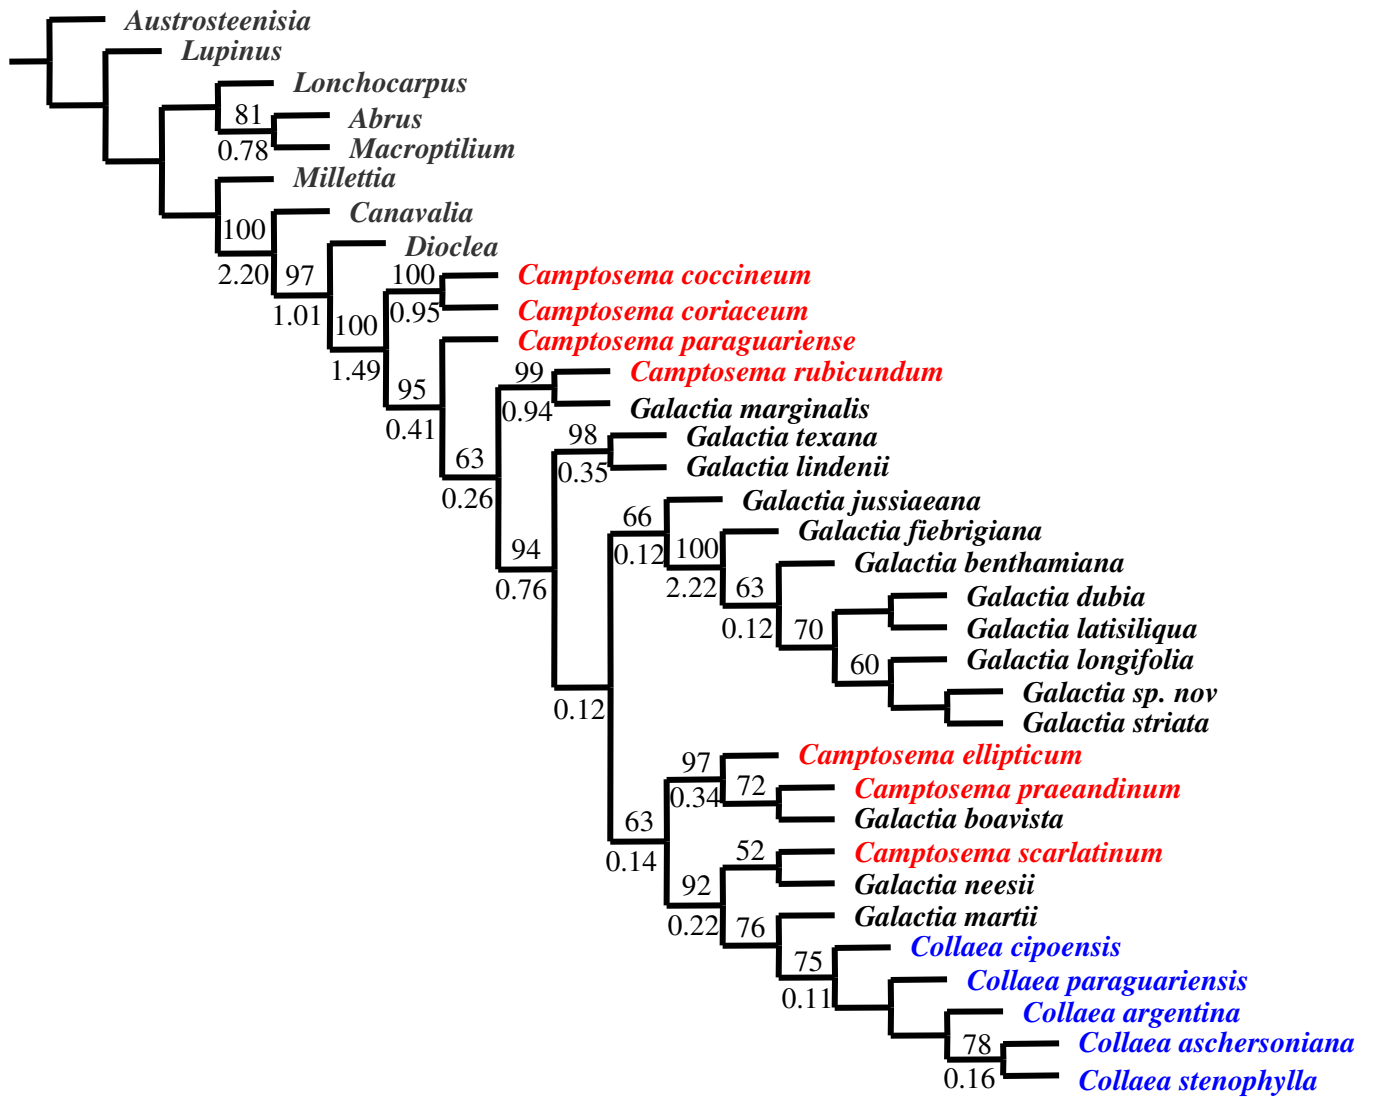 Austrosteenisia
Lupinus
Lonchocarpus
81
Abrus
0.78
Macroptilium
Millettia
Canavalia
100
Dioclea
2.20
97
100
Camptosema coccineum
1.01
0.95
Camptosema coriaceum
100
Camptosema paraguariense
1.49
99
Camptosema rubicundum
95
0.94
Galactia marginalis
0.41
98
Galactia texana
63
0.35
Galactia lindenii
0.26
Galactia jussiaeana
66
Galactia fiebrigiana
94
0.12
100
Galactia benthamiana
0.76
2.22
63
Galactia dubia
0.12
70
Galactia latisiliqua
60
Galactia longifolia
Galactia sp. nov
0.12
Galactia striata
97
Camptosema ellipticum
0.34
72
Camptosema praeandinum
63
Galactia boavista
0.14
52
Camptosema scarlatinum
92
Galactia neesii
0.22
76
Galactia martii
75
Collaea cipoensis
0.11
Collaea paraguariensis
Collaea argentina
78
Collaea aschersoniana
0.16
Collaea stenophylla